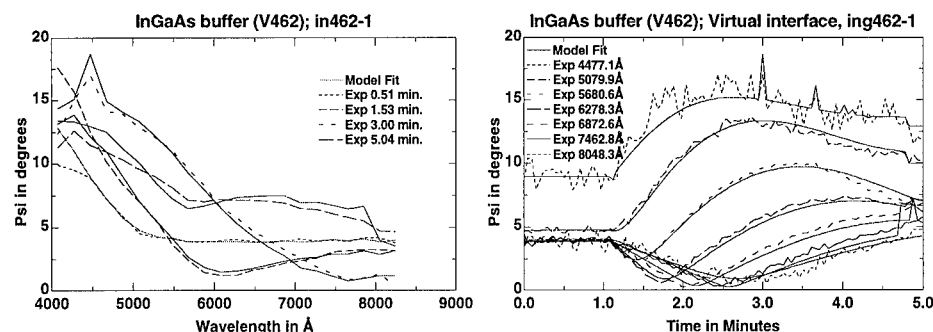 InGaAs buffer (V462); in462-1
20
15
10
5
0
Psi in degrees
4000 5000 6000 7000 8000 9000
Wavelength in Å
Model Fit
Exp 0.51 min.
Exp 1.53 min.
Exp 3.00 min.
Exp 5.04 min.
InGaAs buffer (V462); Virtual interface, ing462-1
20
15
10
5
0
Psi in degrees
0.0 1.0 2.0 3.0 4.0 5.0
Time in Minutes
Model Fit
Exp 4477.1Å
Exp 5079.9Å
Exp 5680.6Å
Exp 6278.3Å
Exp 6872.6Å
Exp 7462.8Å
Exp 8048.3Å